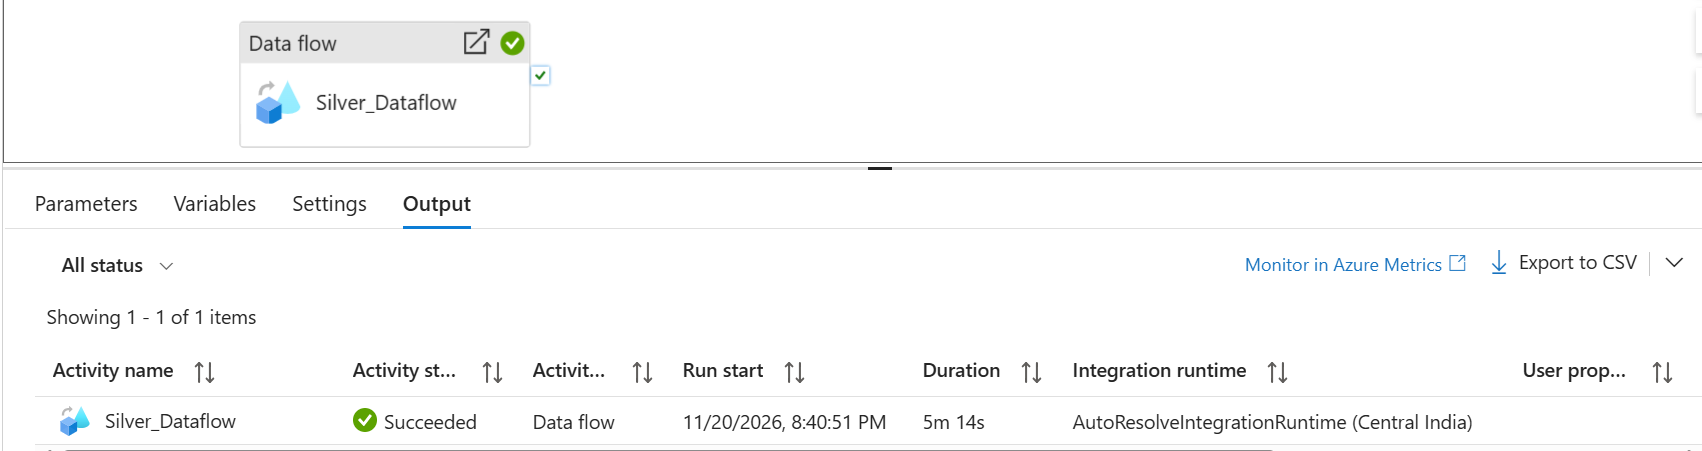 Data flow
Silver_Dataflow
Parameters Variables Settings Output
All status
Monitor in Azure Metrics Export to CSV
Showing 1 - 1 of 1 items
Activity name Activity st... Activit... Run start Duration Integration runtime User prop...
Silver_Dataflow Succeeded Data flow 11/20/2026, 8:40:51 PM 5m 14s AutoResolveIntegrationRuntime (Central India)